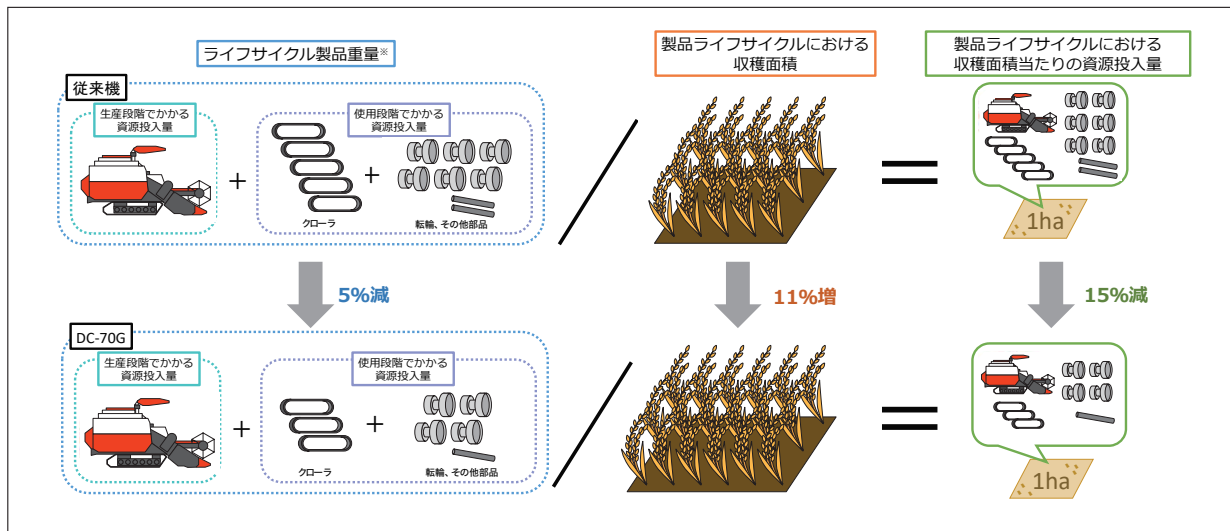 ライフサイクル製品重量※
製品ライフサイクルにおける
収穫面積
製品ライフサイクルにおける
収穫面積当たりの資源投入量
従来機
生産段階でかかる
資源投入量
使用段階でかかる
資源投入量
+
+
クローラ
転輪、その他部品
/
=
1ha
5%減
11%増
15%減
DC-70G
生産段階でかかる
資源投入量
使用段階でかかる
資源投入量
+
+
クローラ
転輪、その他部品
/
=
1ha